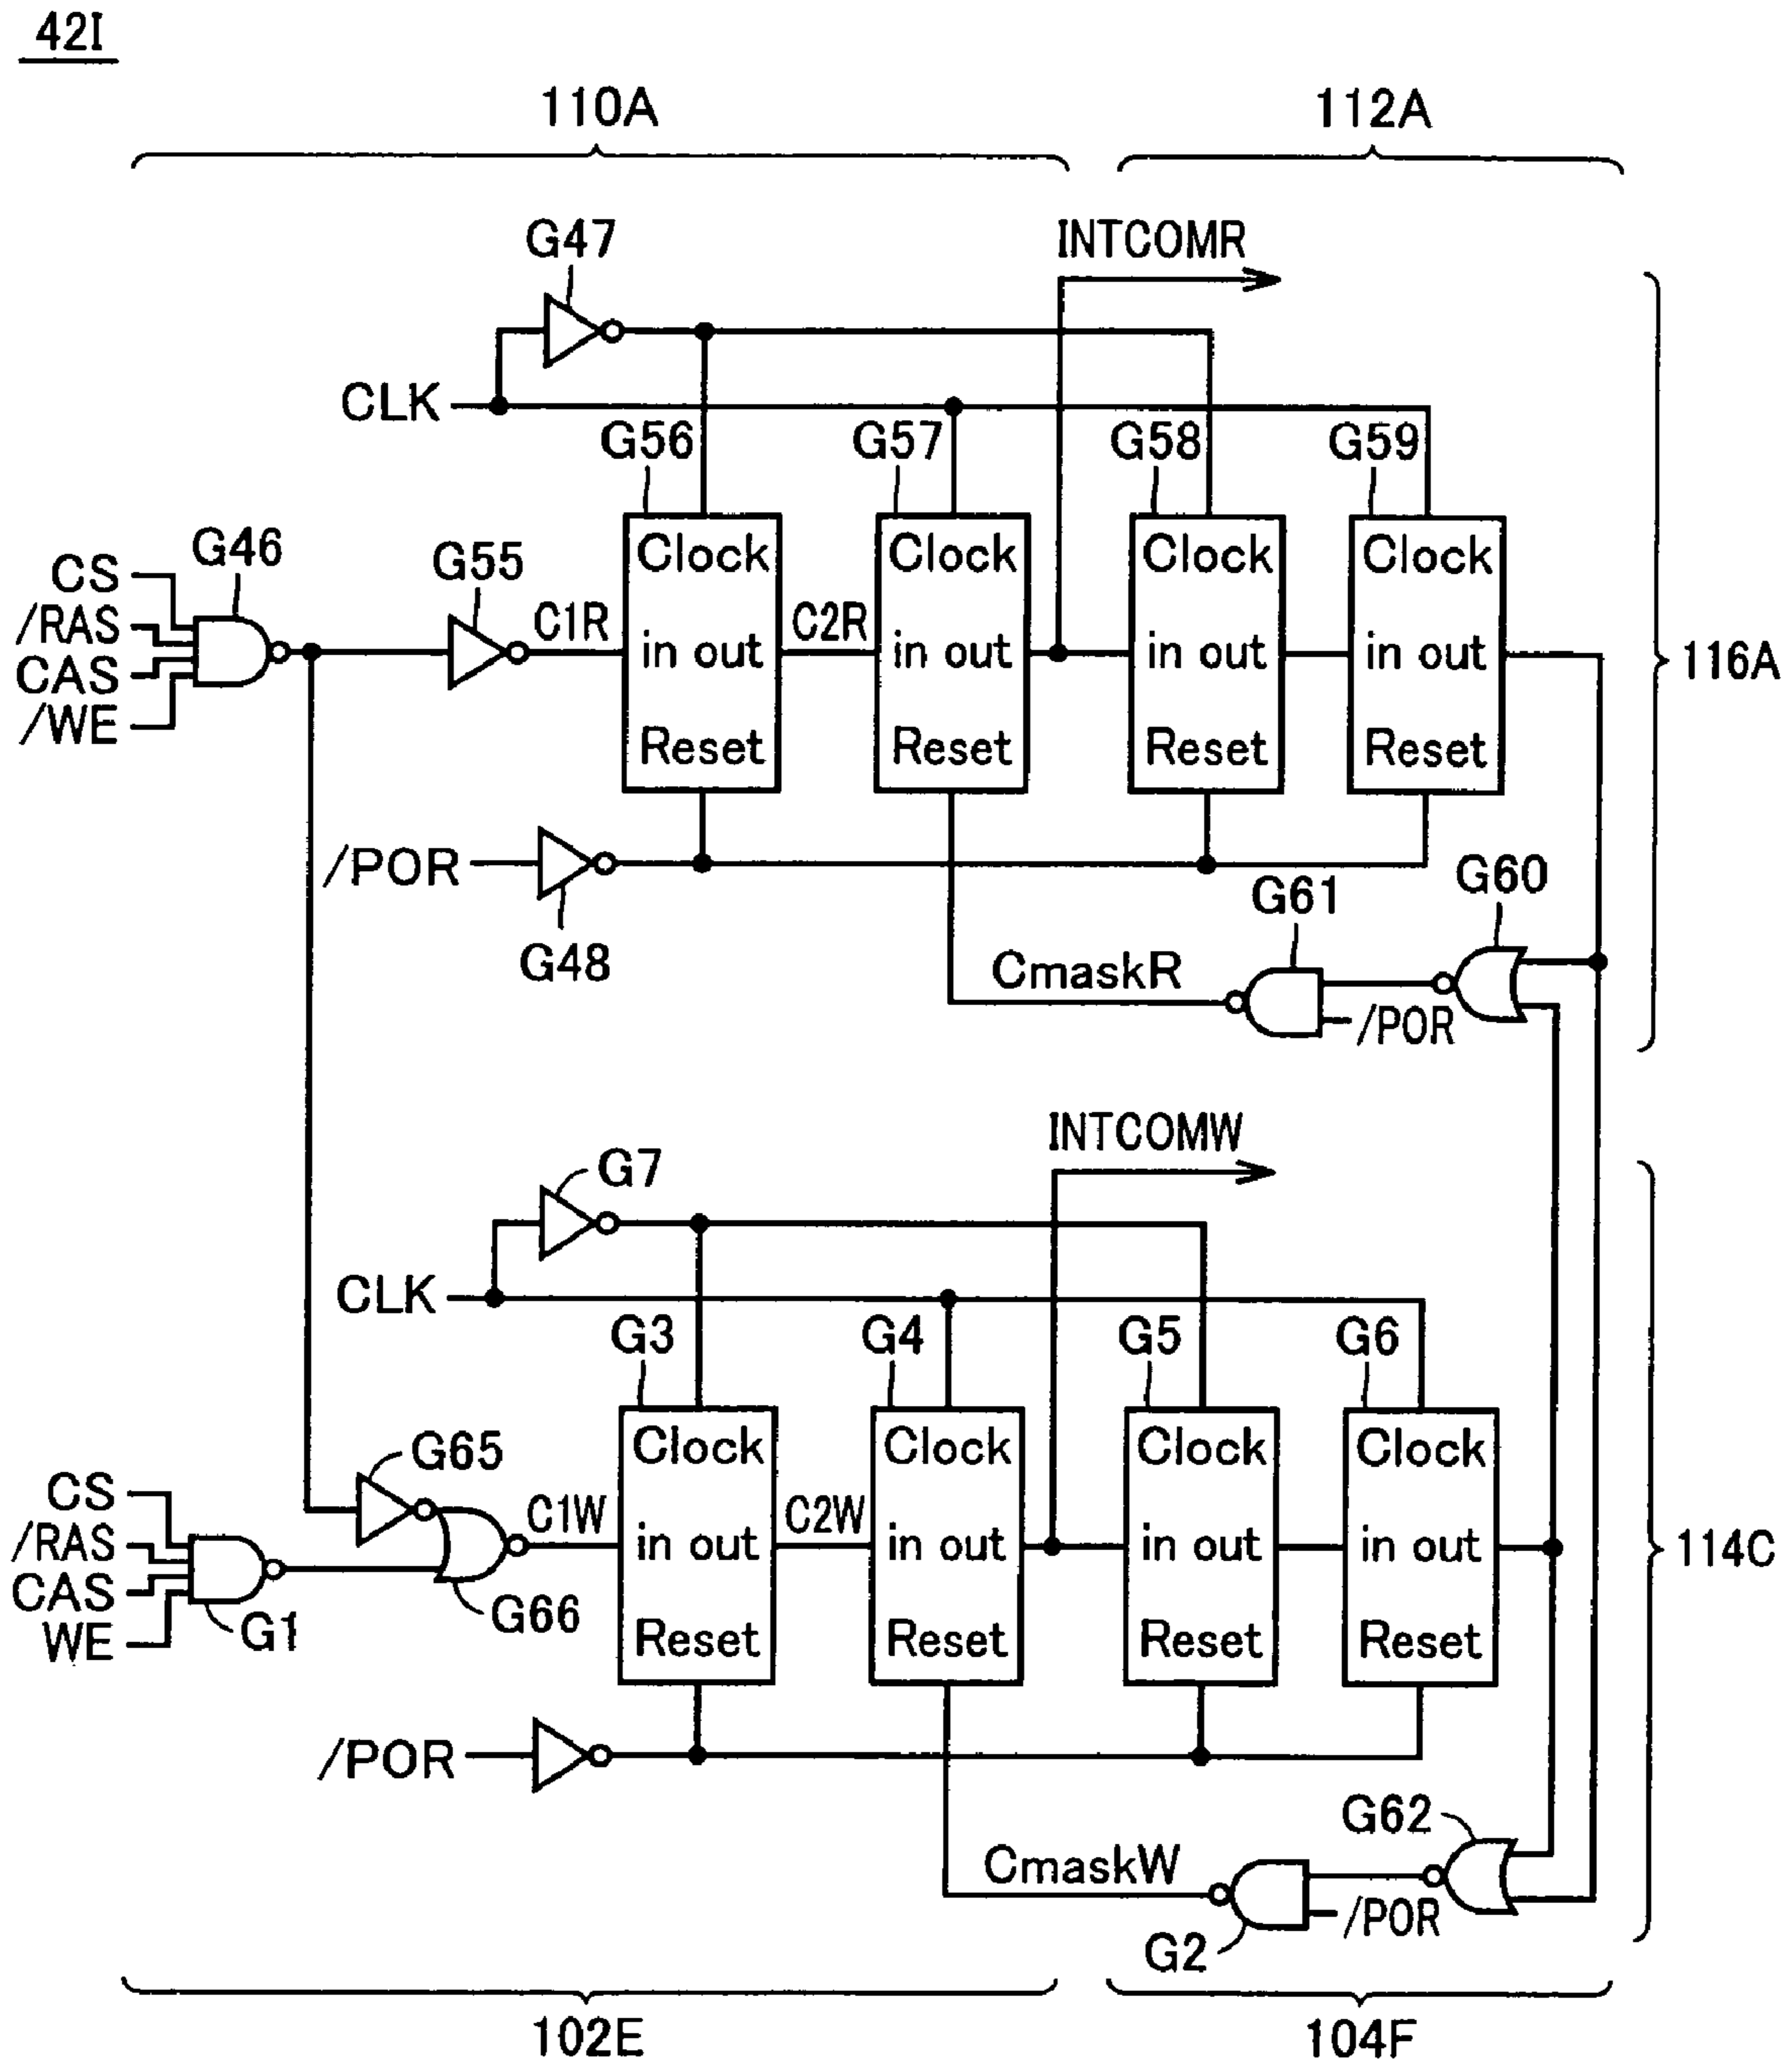 42I
110A
112A
G47
INTCOMR
CLK
G56
G57
G58
G59
G46
CS
/RAS
CAS
/WE
G55
C1R
C2R
Clock
in out
Reset
Clock
in out
Reset
Clock
in out
Reset
Clock
in out
Reset
116A
/POR
G48
G61
G60
CmaskR
/POR
INTCOMW
G7
CLK
G3
G4
G5
G6
G65
CS
/RAS
CAS
WE
G1
G66
C1W
C2W
Clock
in out
Reset
Clock
in out
Reset
Clock
in out
Reset
Clock
in out
Reset
114C
/POR
G62
CmaskW
/POR
G2
102E
104F